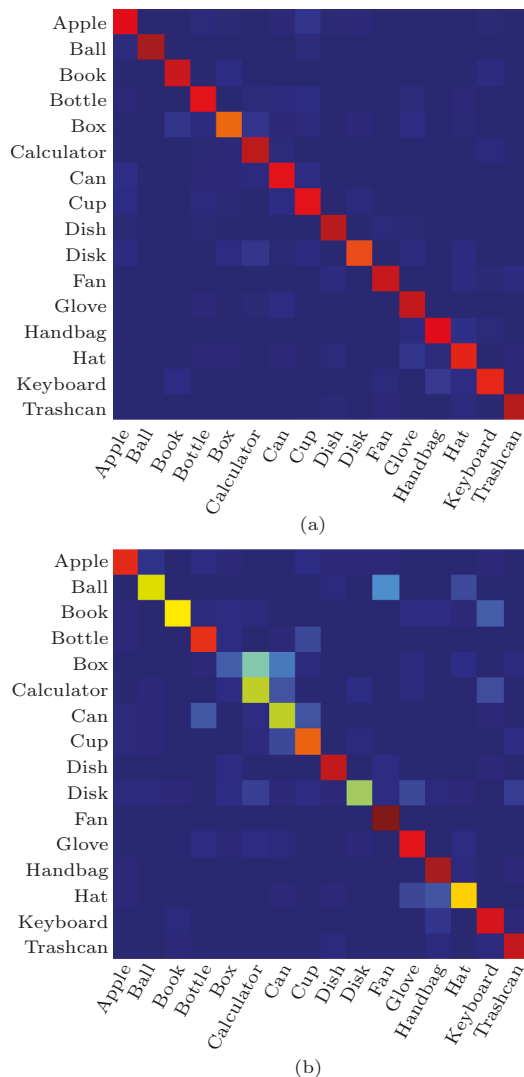 Apple
Ball
Book
Bottle
Box
Calculator
Can
Cup
Dish
Disk
Fan
Glove
Handbag
Hat
Keyboard
Trashcan
Apple
Ball
Book
Bottle
Box
Calculator
Can
Cup
Dish
Disk
Fan
Glove
Handbag
Hat
Keyboard
Trashcan
(a)
Apple
Ball
Book
Bottle
Box
Calculator
Can
Cup
Dish
Disk
Fan
Glove
Handbag
Hat
Keyboard
Trashcan
Apple
Ball
Book
Bottle
Box
Calculator
Can
Cup
Dish
Disk
Fan
Glove
Handbag
Hat
Keyboard
Trashcan
(b)